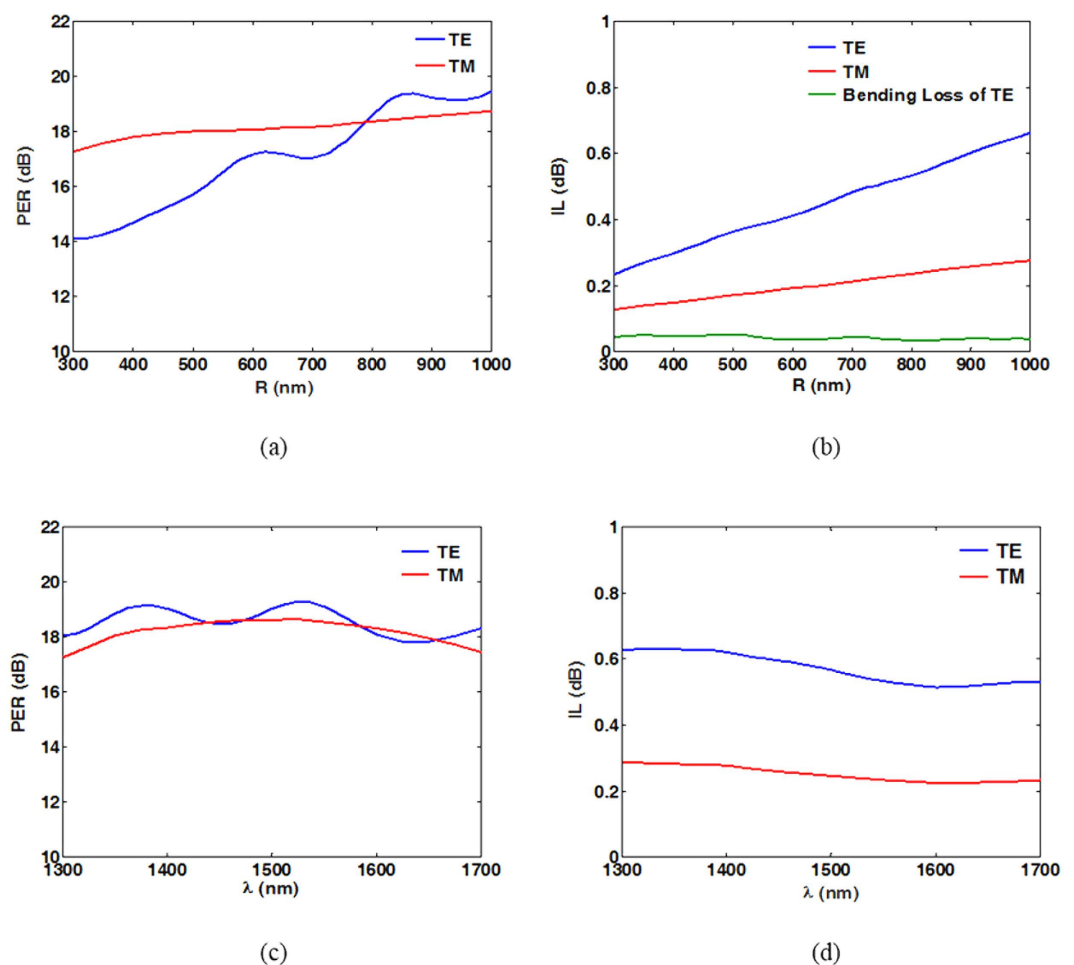 22
20
18
16
14
12
10
PER (dB)
TE
TM
300 400 500 600 700 800 900 1000
R (nm)
(a)
1
0.8
0.6
0.4
0.2
0
IL (dB)
TE
TM
Bending Loss of TE
300 400 500 600 700 800 900 1000
R (nm)
(b)
22
20
18
16
14
12
10
PER (dB)
TE
TM
1300 1400 1500 1600 1700
λ (nm)
(c)
1
0.8
0.6
0.4
0.2
0
IL (dB)
TE
TM
1300 1400 1500 1600 1700
λ (nm)
(d)